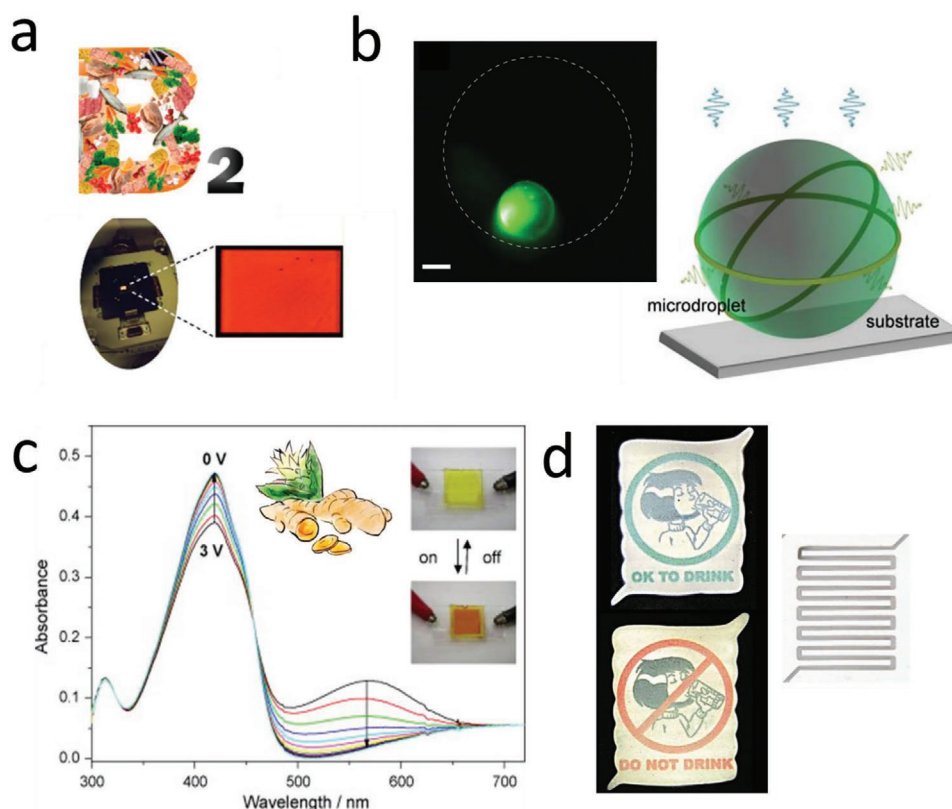 a
B2
b
microdroplet
substrate
c
Absorbance
0.5
0.4
0.3
0.2
0.1
0.0
0 V
3 V
on
off
300
400
500
600
700
Wavelength / nm
d
OK TO DRINK
DO NOT DRINK